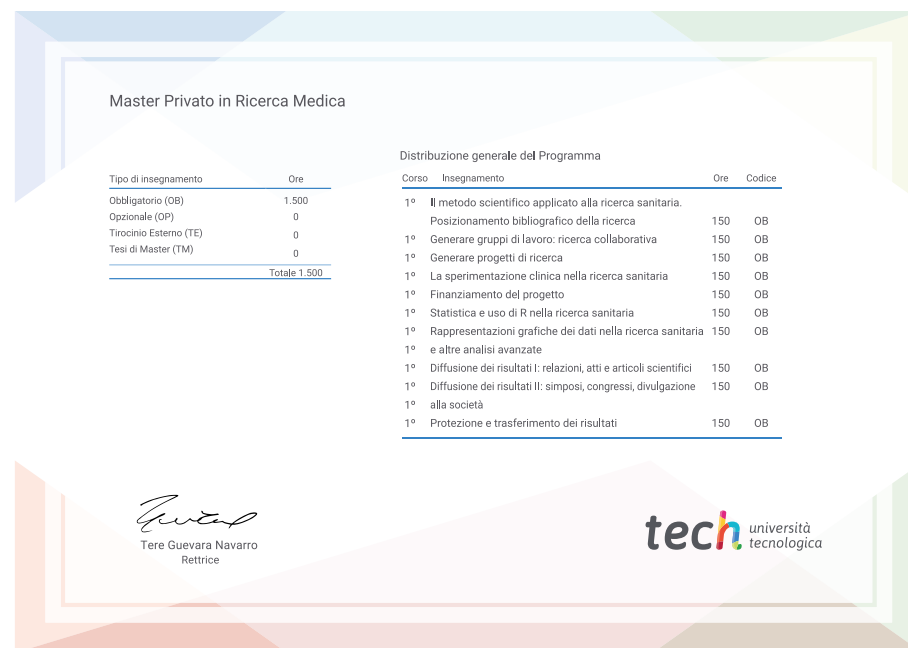 Master Privato in Ricerca Medica
Tipo di insegnamento Ore
Obbligatorio (OB) 1.500
Opzionale (OP) 0
Tirocinio Esterno (TE) 0
Tesi di Master (TM) 0
Totale 1.500
Distribuzione generale del Programma
Corso Insegnamento Ore Codice
1º Il metodo scientifico applicato alla ricerca sanitaria.
Posizionamento bibliografico della ricerca 150 OB
1º Generare gruppi di lavoro: ricerca collaborativa 150 OB
1º Generare progetti di ricerca 150 OB
1º La sperimentazione clinica nella ricerca sanitaria 150 OB
1º Finanziamento del progetto 150 OB
1º Statistica e uso di R nella ricerca sanitaria 150 OB
1º Rappresentazioni grafiche dei dati nella ricerca sanitaria 150 OB
1º e altre analisi avanzate
1º Diffusione dei risultati I: relazioni, atti e articoli scientifici 150 OB
1º Diffusione dei risultati II: simposi, congressi, divulgazione 150 OB
1º alla società
1º Protezione e trasferimento dei risultati 150 OB
Tere Guevara Navarro
Rettrice
tech università
tecnologica